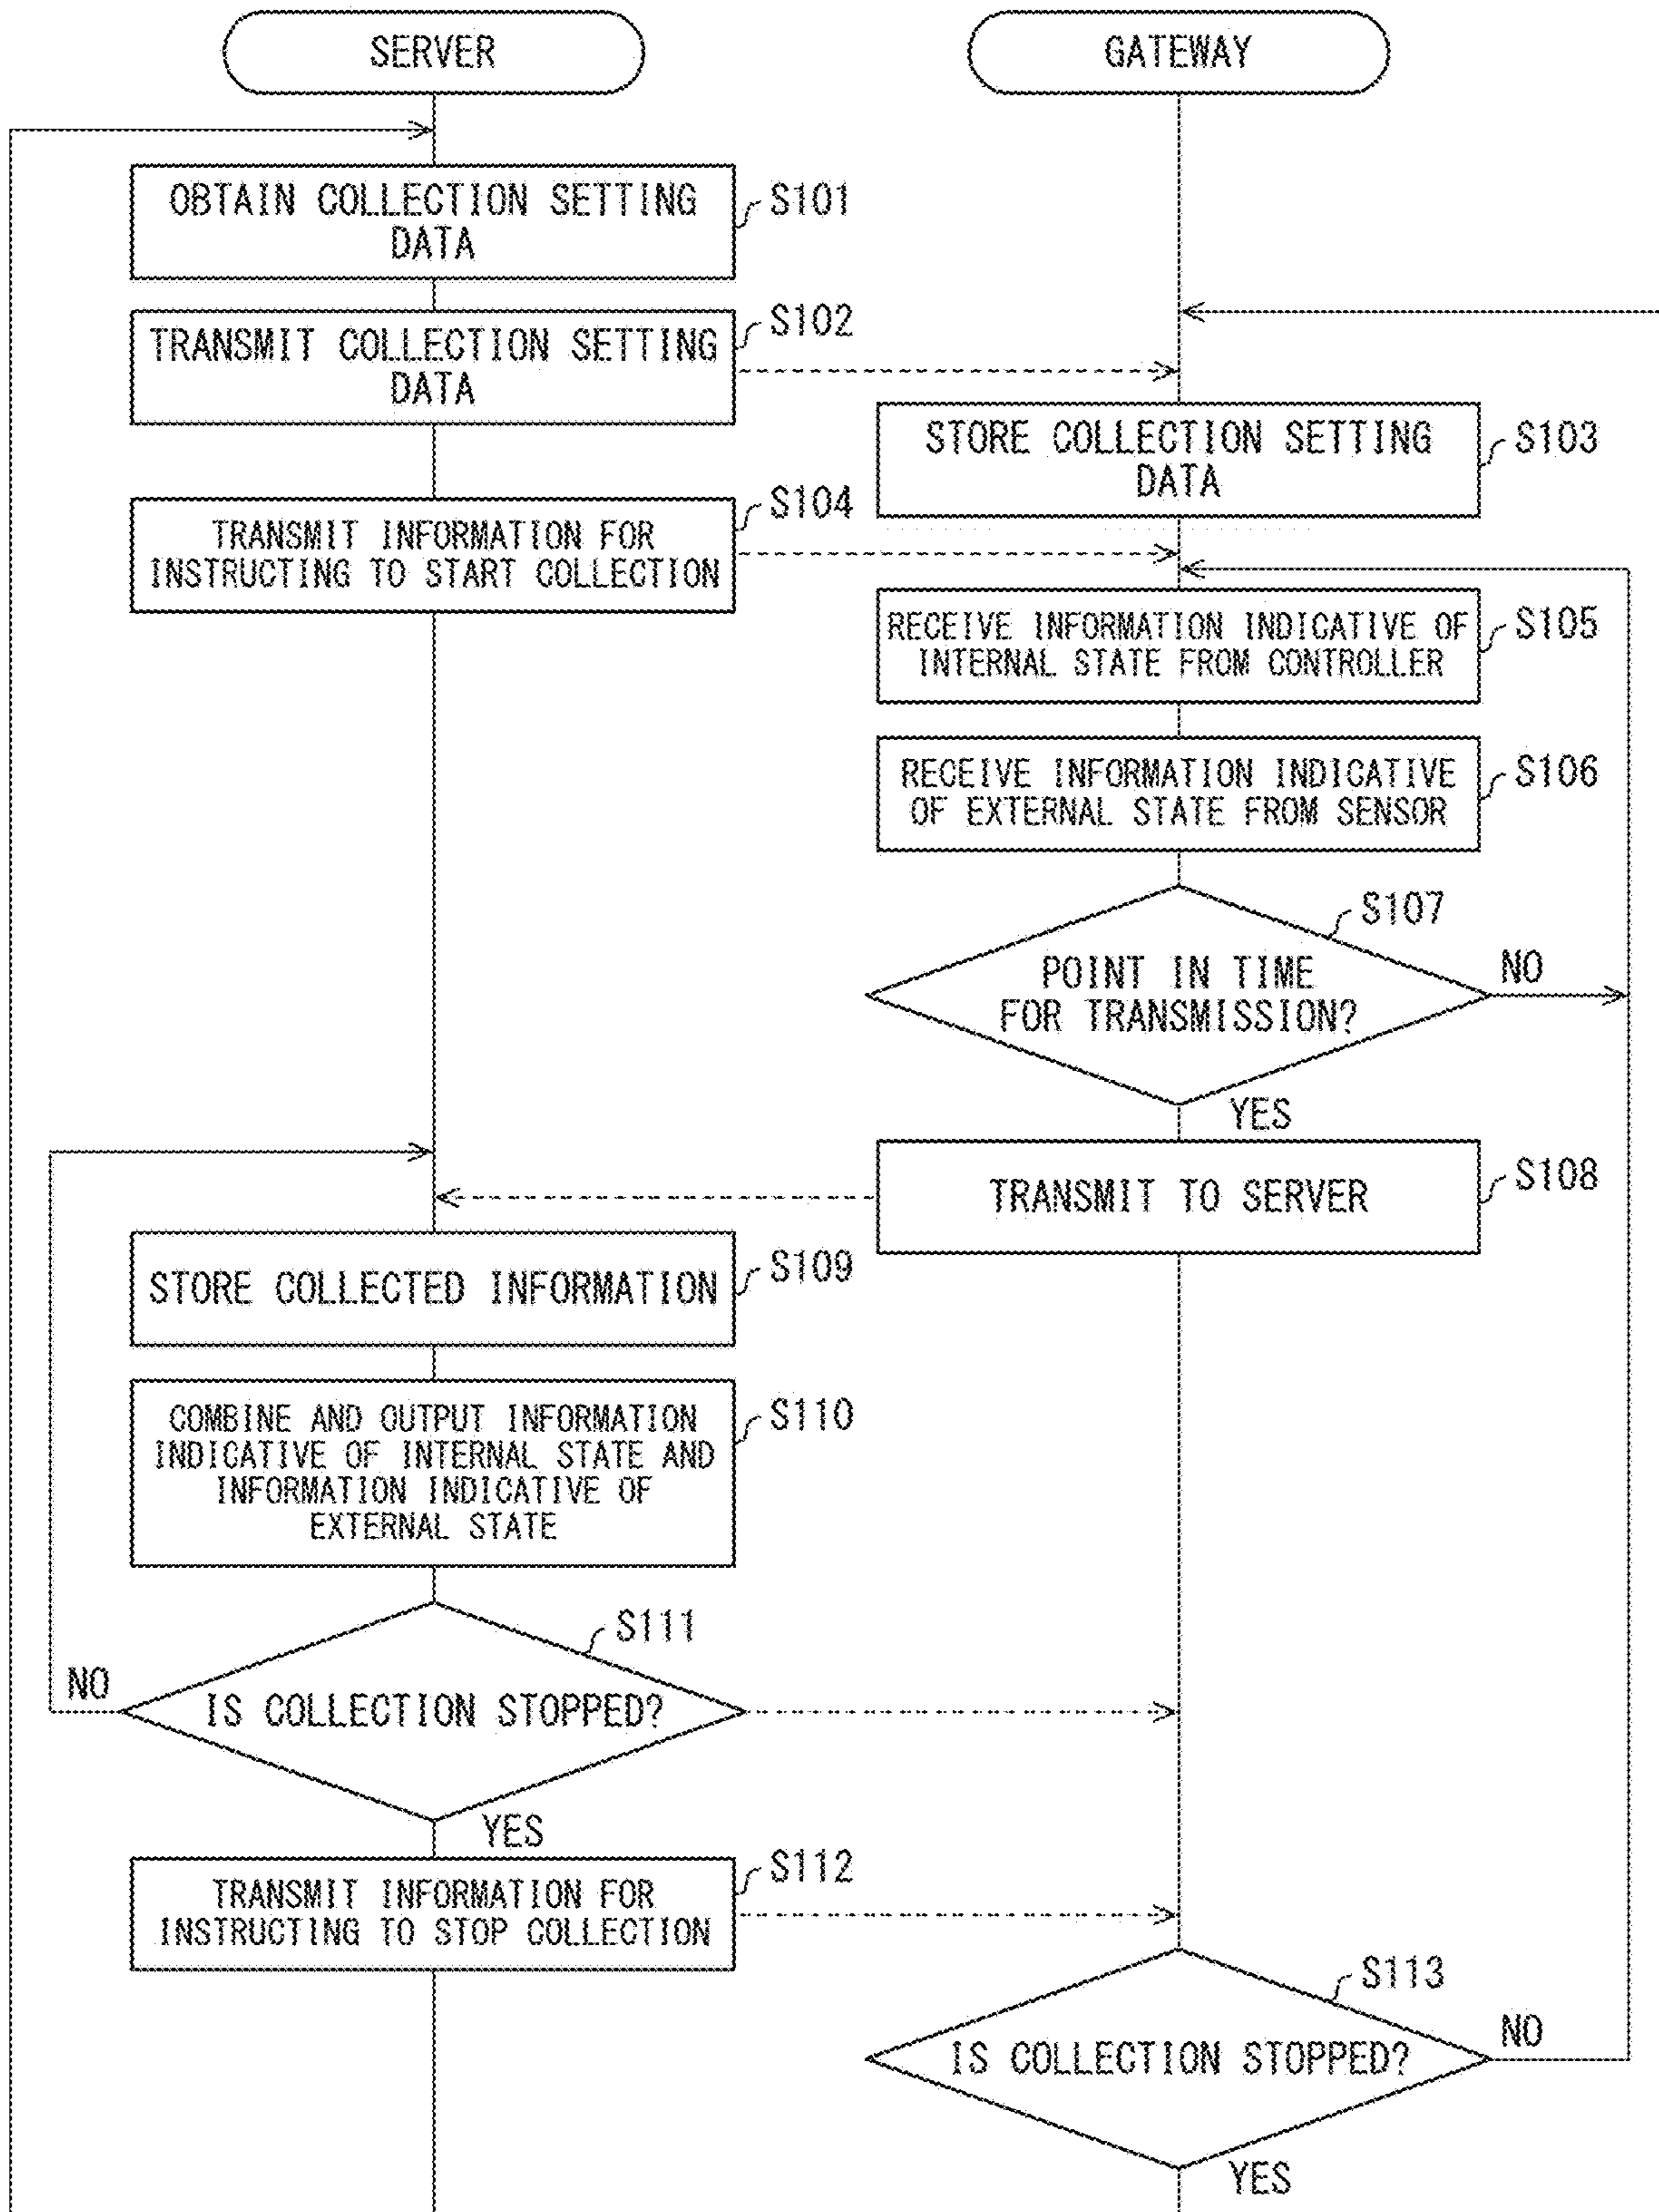 SERVER
GATEWAY
OBTAIN COLLECTION SETTING
DATA
S101
TRANSMIT COLLECTION SETTING
DATA
S102
STORE COLLECTION SETTING
DATA
S103
TRANSMIT INFORMATION FOR
INSTRUCTING TO START COLLECTION
S104
RECEIVE INFORMATION INDICATIVE OF
INTERNAL STATE FROM CONTROLLER
S105
RECEIVE INFORMATION INDICATIVE
OF EXTERNAL STATE FROM SENSOR
S106
S107
POINT IN TIME
FOR TRANSMISSION?
NO
YES
TRANSMIT TO SERVER
S108
STORE COLLECTED INFORMATION
S109
COMBINE AND OUTPUT INFORMATION
INDICATIVE OF INTERNAL STATE AND
INFORMATION INDICATIVE OF
EXTERNAL STATE
S110
S111
NO
IS COLLECTION STOPPED?
YES
TRANSMIT INFORMATION FOR
INSTRUCTING TO STOP COLLECTION
S112
S113
IS COLLECTION STOPPED?
NO
YES